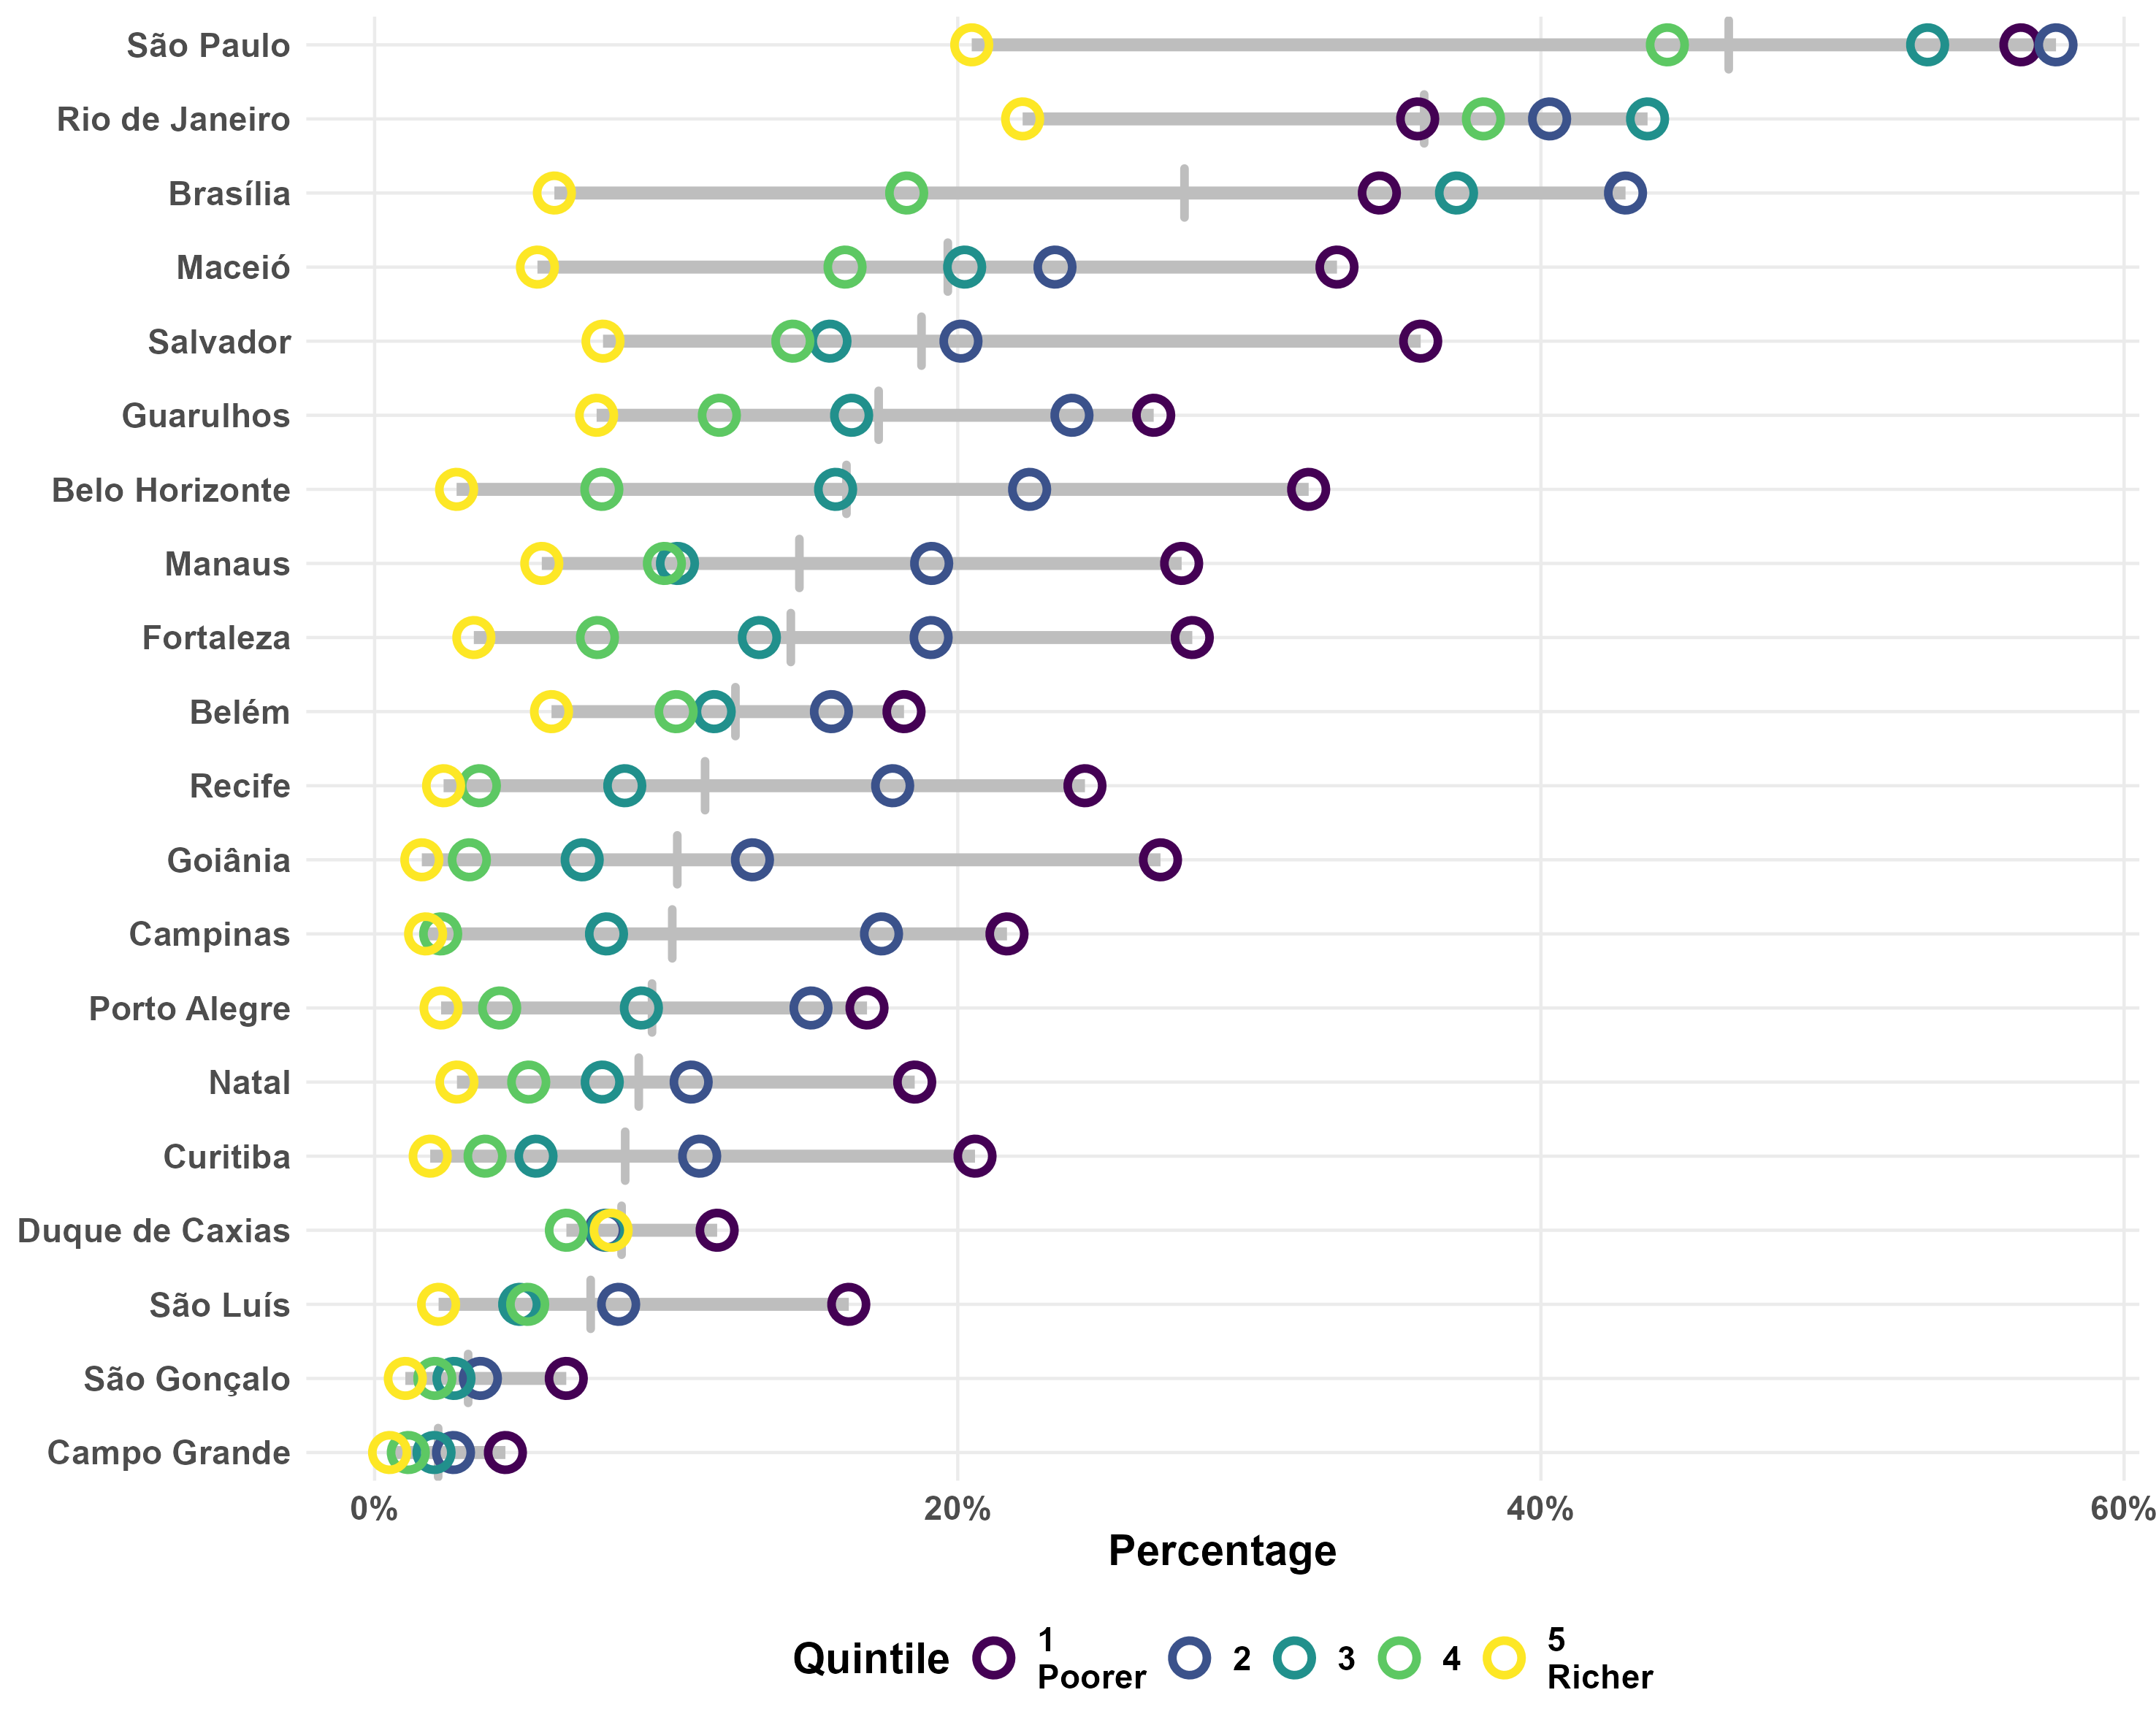 São Paulo
Rio de Janeiro
Brasília
Maceió
Salvador
Guarulhos
Belo Horizonte
Manaus
Fortaleza
Belém
Recife
Goiânia
Campinas
Porto Alegre
Natal
Curitiba
Duque de Caxias
São Luís
São Gonçalo
Campo Grande
0% 20% 40% 60%
Percentage
Quintile 1 Poorer 2 3 4 5 Richer